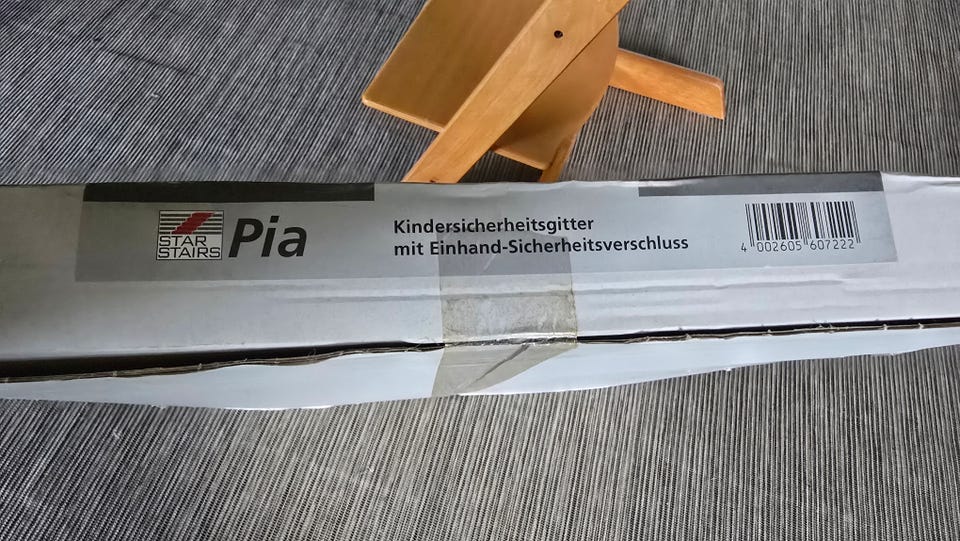 STAR
STAIRS
Pia
Kindersicherheitsgitter
mit Einhand-Sicherheitsverschluss
4 002605 607222